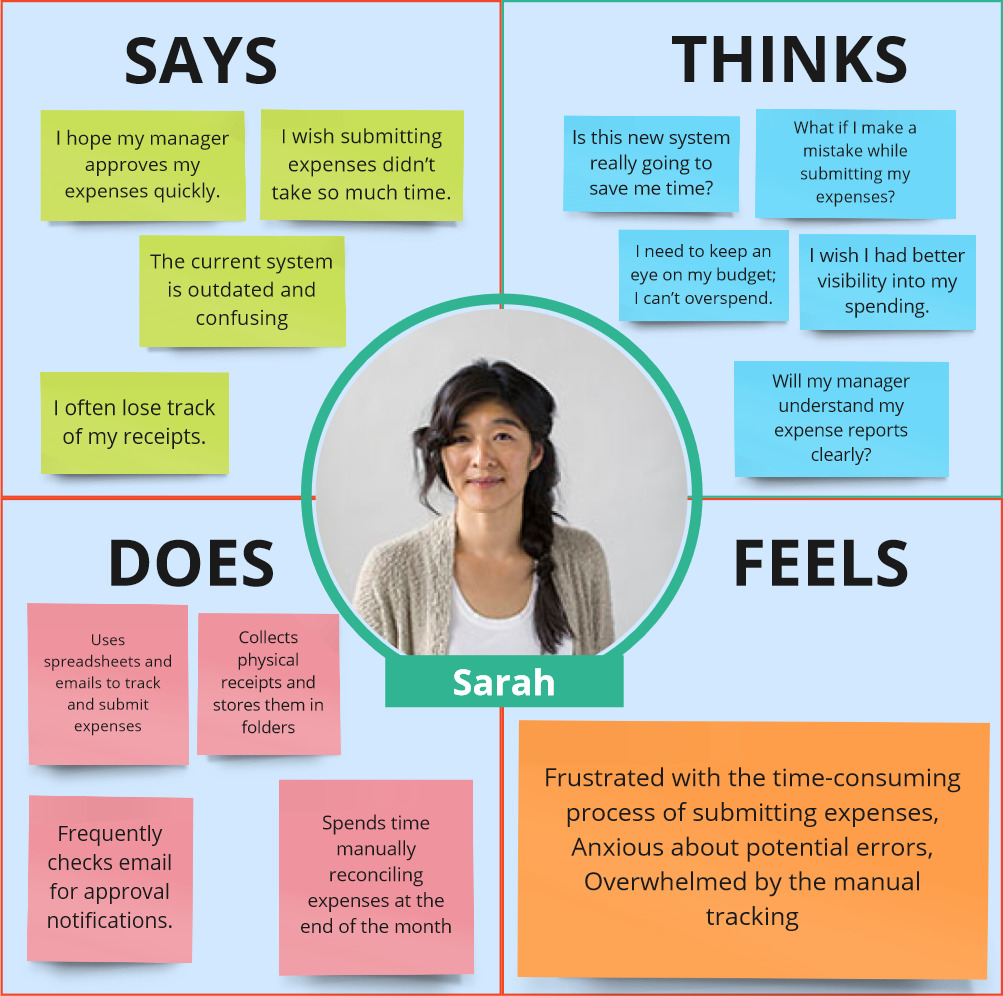 SAYS
I hope my manager
approves my
expenses quickly.
I wish submitting
expenses didn’t
take so much time.
The current system
is outdated and
confusing
I often lose track
of my receipts.
THINKS
Is this new system
really going to
save me time?
What if I make a
mistake while
submitting my
expenses?
I need to keep an
eye on my budget;
I can’t overspend.
I wish I had better
visibility into my
spending.
Will my manager
understand my
expense reports
clearly?
Sarah
DOES
Uses
spreadsheets and
emails to track
and submit
expenses
Collects
physical
receipts and
stores them in
folders
Frequently
checks email
for approval
notifications.
Spends time
manually
reconciling
expenses at the
end of the month
FEELS
Frustrated with the time-consuming
process of submitting expenses,
Anxious about potential errors,
Overwhelmed by the manual
tracking